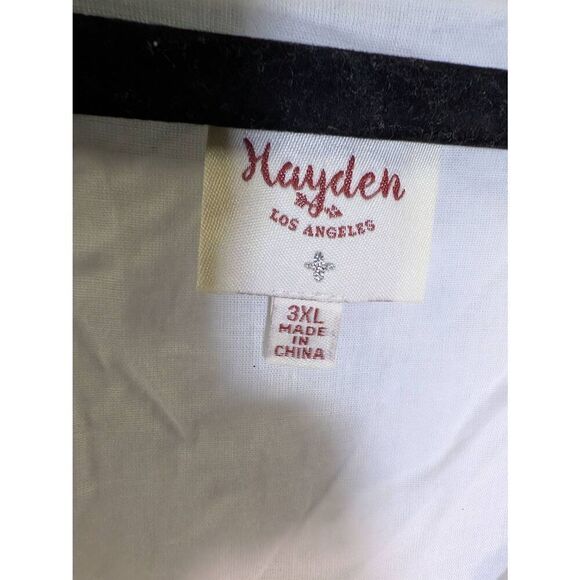 Hayden
LOS ANGELES
3XL
MADE
IN
CHINA